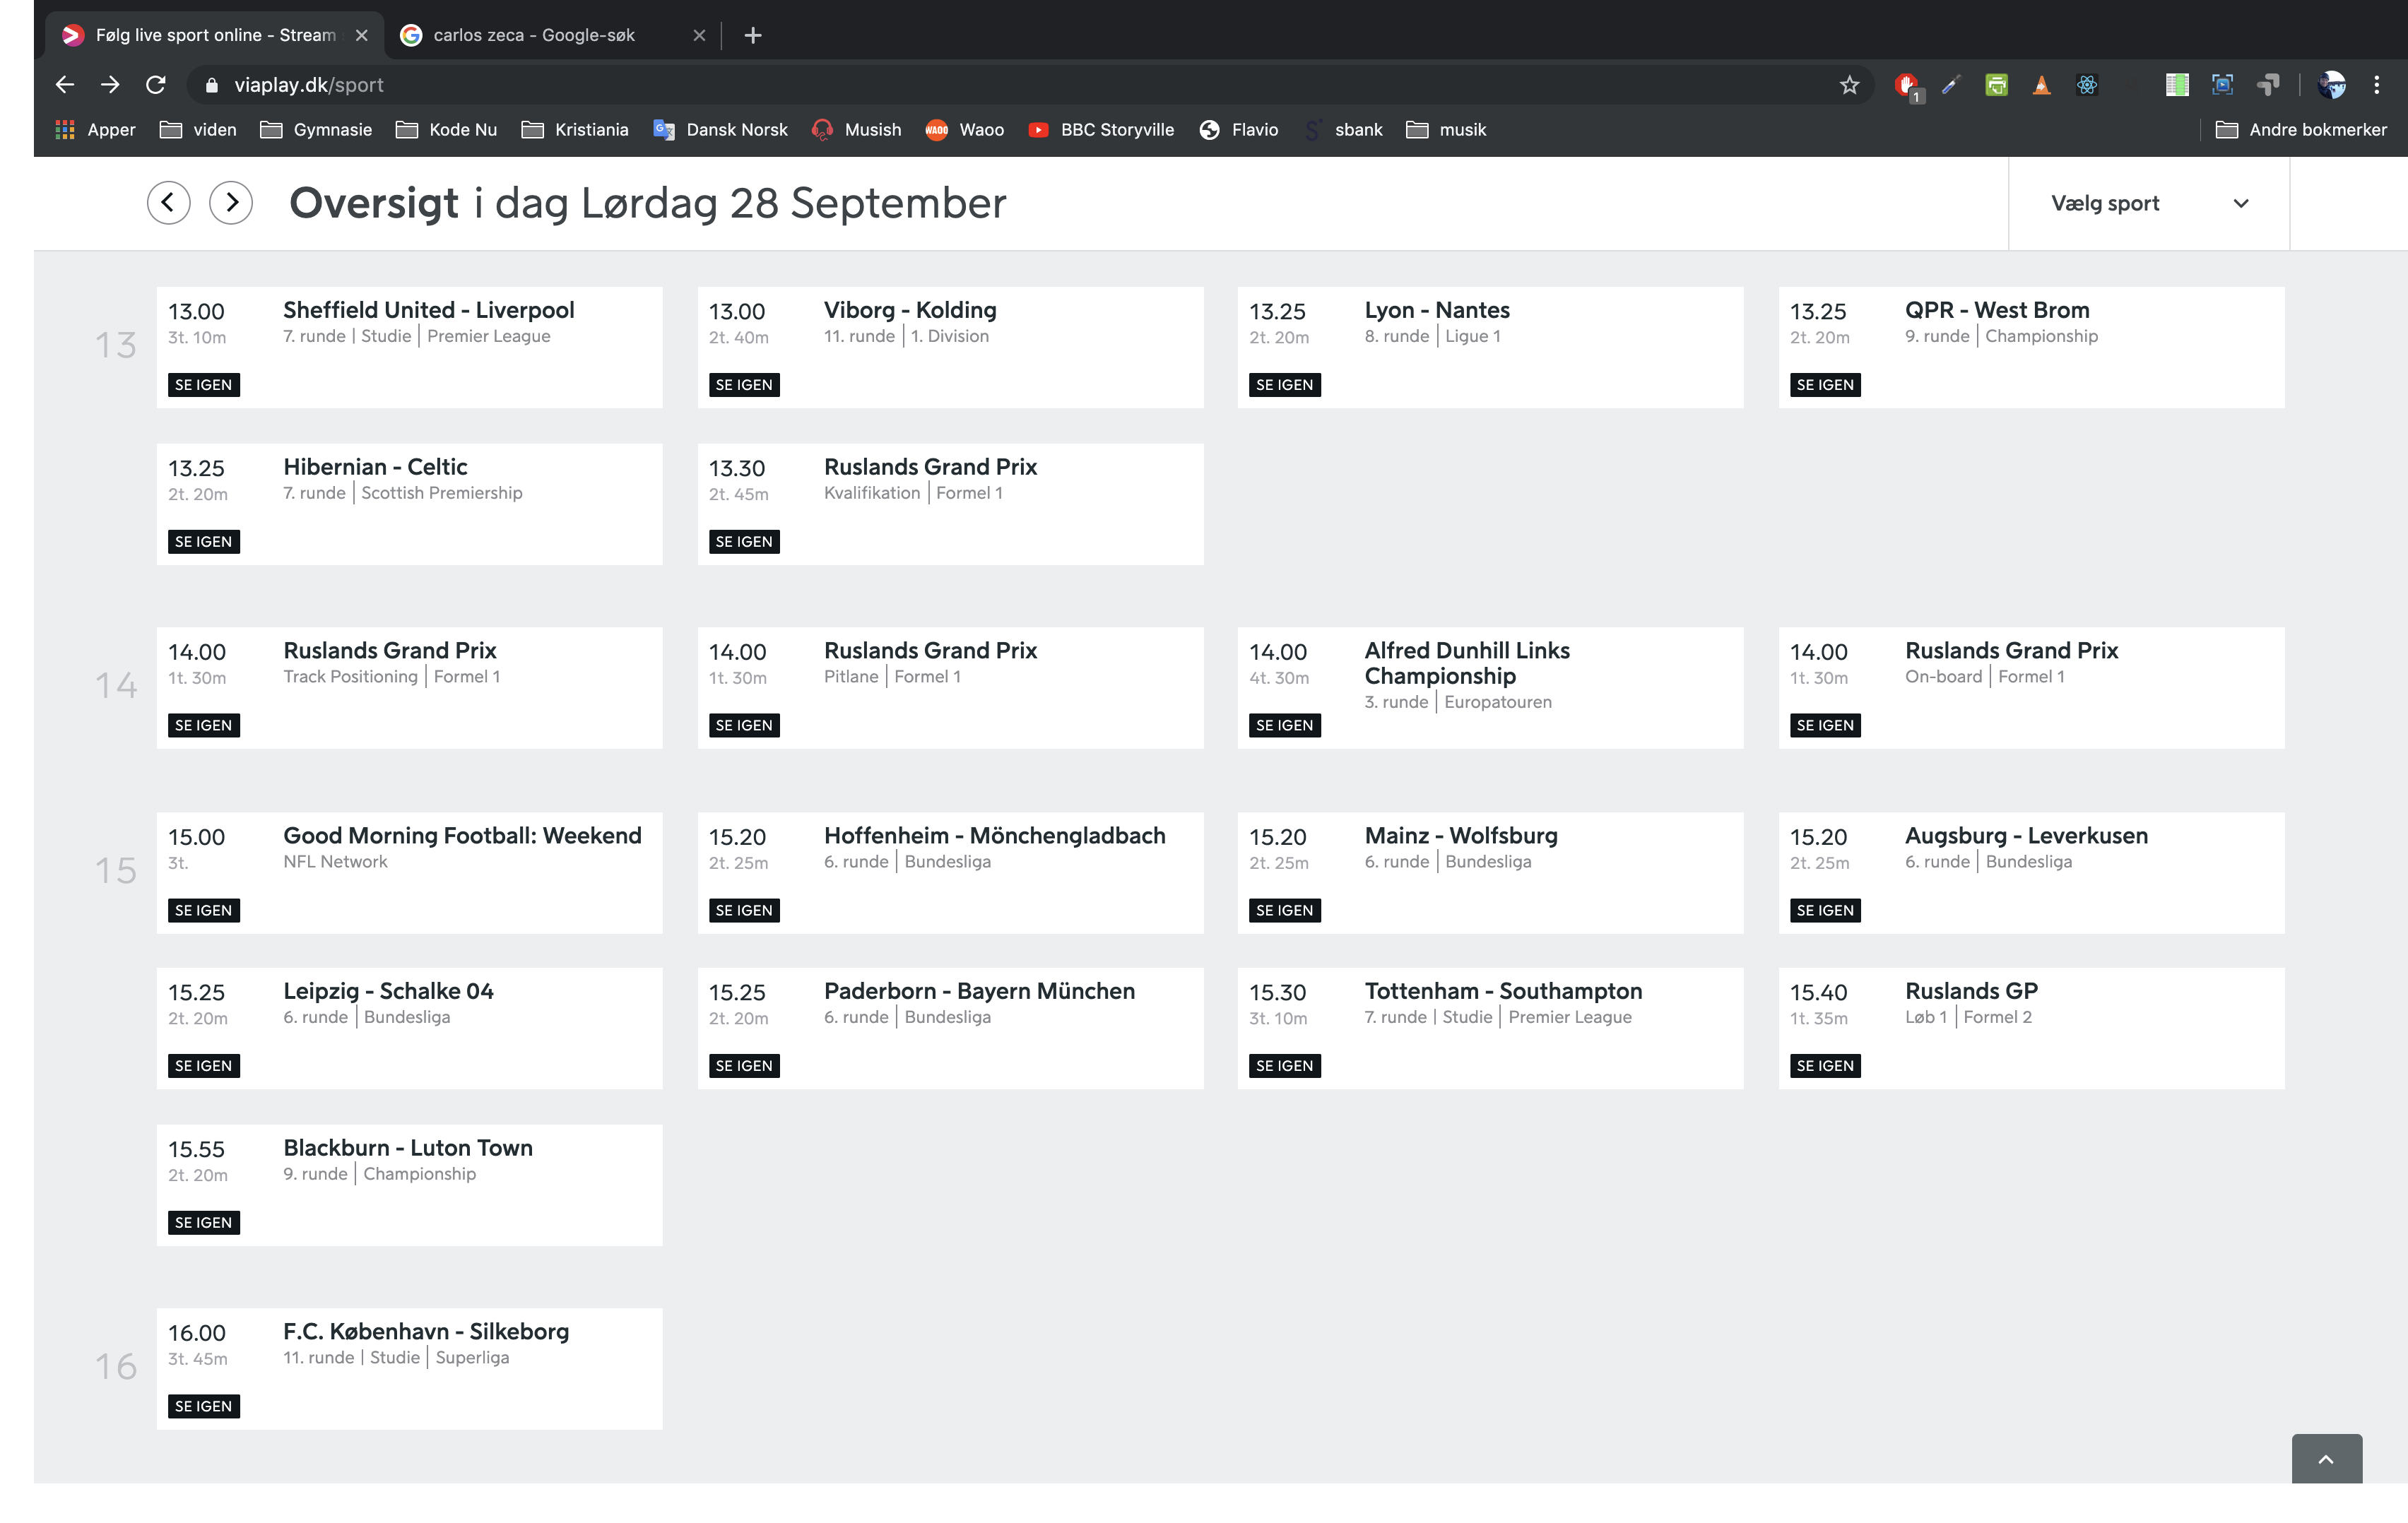 Følg live sport online - Stream
carlos zeca - Google-søk
viaplay.dk/sport
1
Apper viden Gymnasie Kode Nu Kristiania Dansk Norsk Musish Waoo BBC Storyville Flavio sbank musik Andre bokmerker
Oversigt i dag Lørdag 28 September
Vælg sport
13
13.00 Sheffield United - Liverpool
3t. 10m 7. runde | Studie | Premier League
SE IGEN
13.00 Viborg - Kolding
2t. 40m 11. runde | 1. Division
SE IGEN
13.25 Lyon - Nantes
2t. 20m 8. runde | Ligue 1
SE IGEN
13.25 QPR - West Brom
2t. 20m 9. runde | Championship
SE IGEN
13.25 Hibernian - Celtic
2t. 20m 7. runde | Scottish Premiership
SE IGEN
13.30 Ruslands Grand Prix
2t. 45m Kvalifikation | Formel 1
SE IGEN
14
14.00 Ruslands Grand Prix
1t. 30m Track Positioning | Formel 1
SE IGEN
14.00 Ruslands Grand Prix
1t. 30m Pitlane | Formel 1
SE IGEN
14.00 Alfred Dunhill Links
4t. 30m Championship
3. runde | Europatouren
SE IGEN
14.00 Ruslands Grand Prix
1t. 30m On-board | Formel 1
SE IGEN
15
15.00 Good Morning Football: Weekend
3t. NFL Network
SE IGEN
15.20 Hoffenheim - Mönchengladbach
2t. 25m 6. runde | Bundesliga
SE IGEN
15.20 Mainz - Wolfsburg
2t. 25m 6. runde | Bundesliga
SE IGEN
15.20 Augsburg - Leverkusen
2t. 25m 6. runde | Bundesliga
SE IGEN
15.25 Leipzig - Schalke 04
2t. 20m 6. runde | Bundesliga
SE IGEN
15.25 Paderborn - Bayern München
2t. 20m 6. runde | Bundesliga
SE IGEN
15.30 Tottenham - Southampton
3t. 10m 7. runde | Studie | Premier League
SE IGEN
15.40 Ruslands GP
1t. 35m Løb 1 | Formel 2
SE IGEN
15.55 Blackburn - Luton Town
2t. 20m 9. runde | Championship
SE IGEN
16
16.00 F.C. København - Silkeborg
3t. 45m 11. runde | Studie | Superliga
SE IGEN